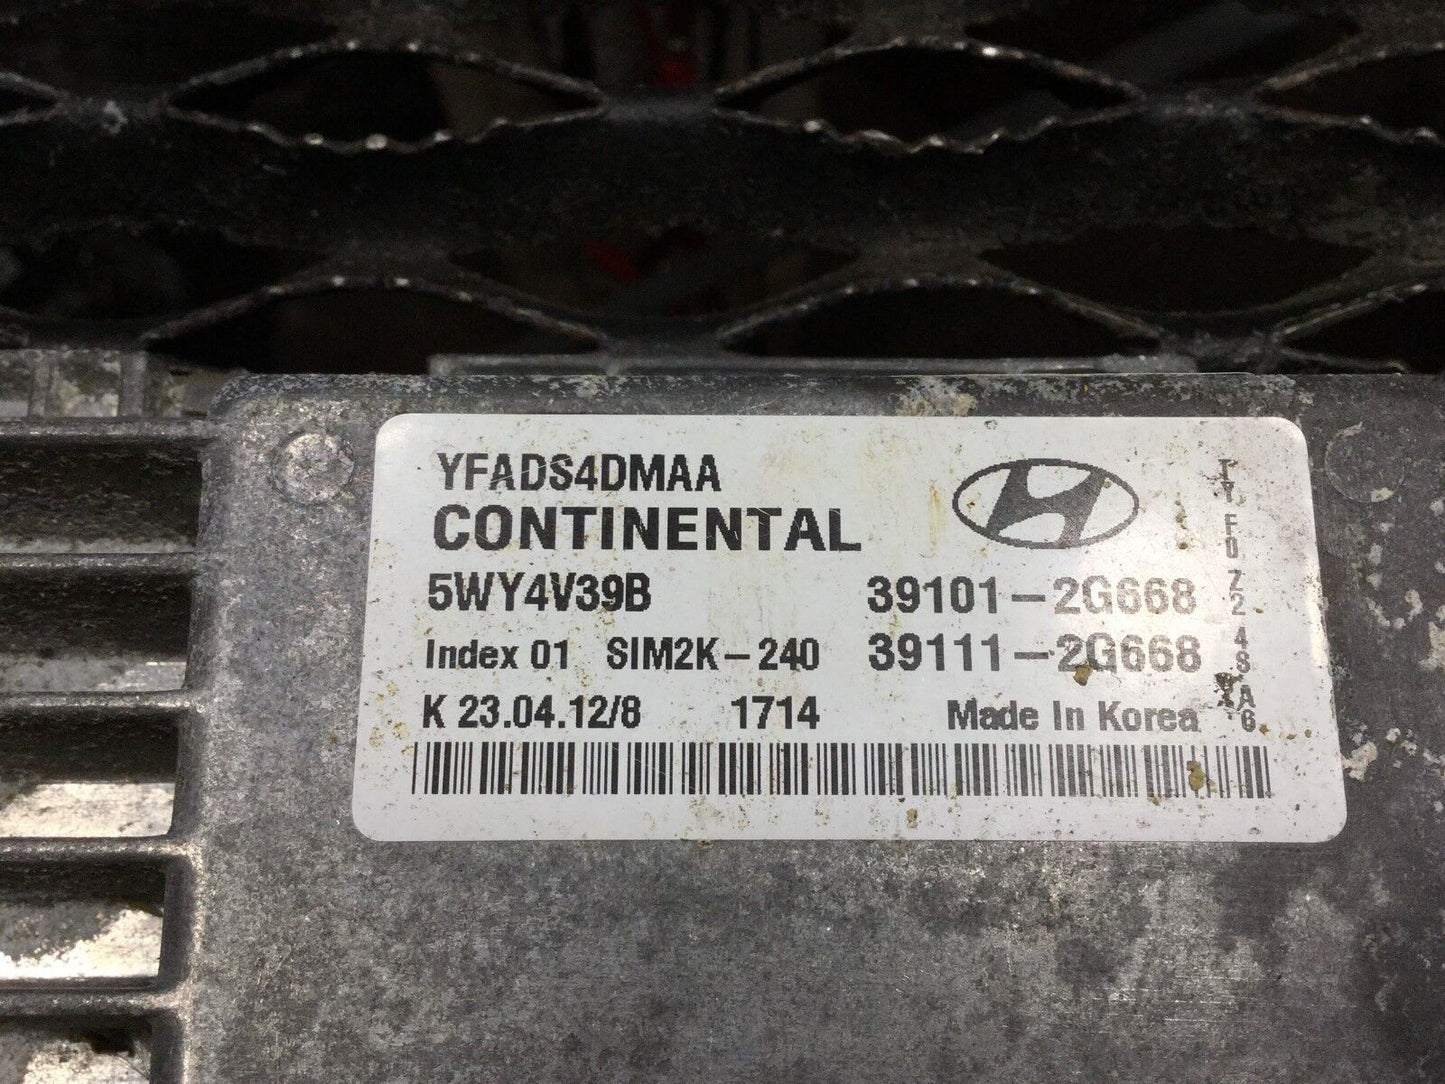 YFADS4DMAA
CONTINENTAL
5WY4V39B 39101-2G668
Index 01 SIM2K-240 39111-2G668
K 23.04.12/8 1714 Made In Korea